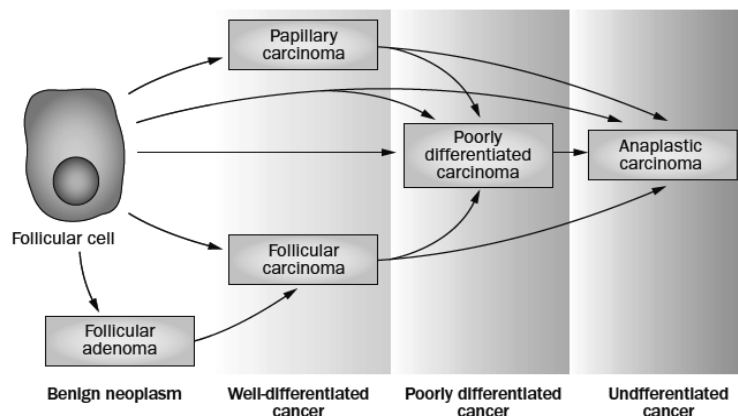 Papillary
carcinoma
Poorly
differentiated
carcinoma
Anaplastic
carcinoma
Follicular cell
Follicular
carcinoma
Follicular
adenoma
Benign neoplasm
Well-differentiated
cancer
Poorly differentiated
cancer
Undfferentiated
cancer